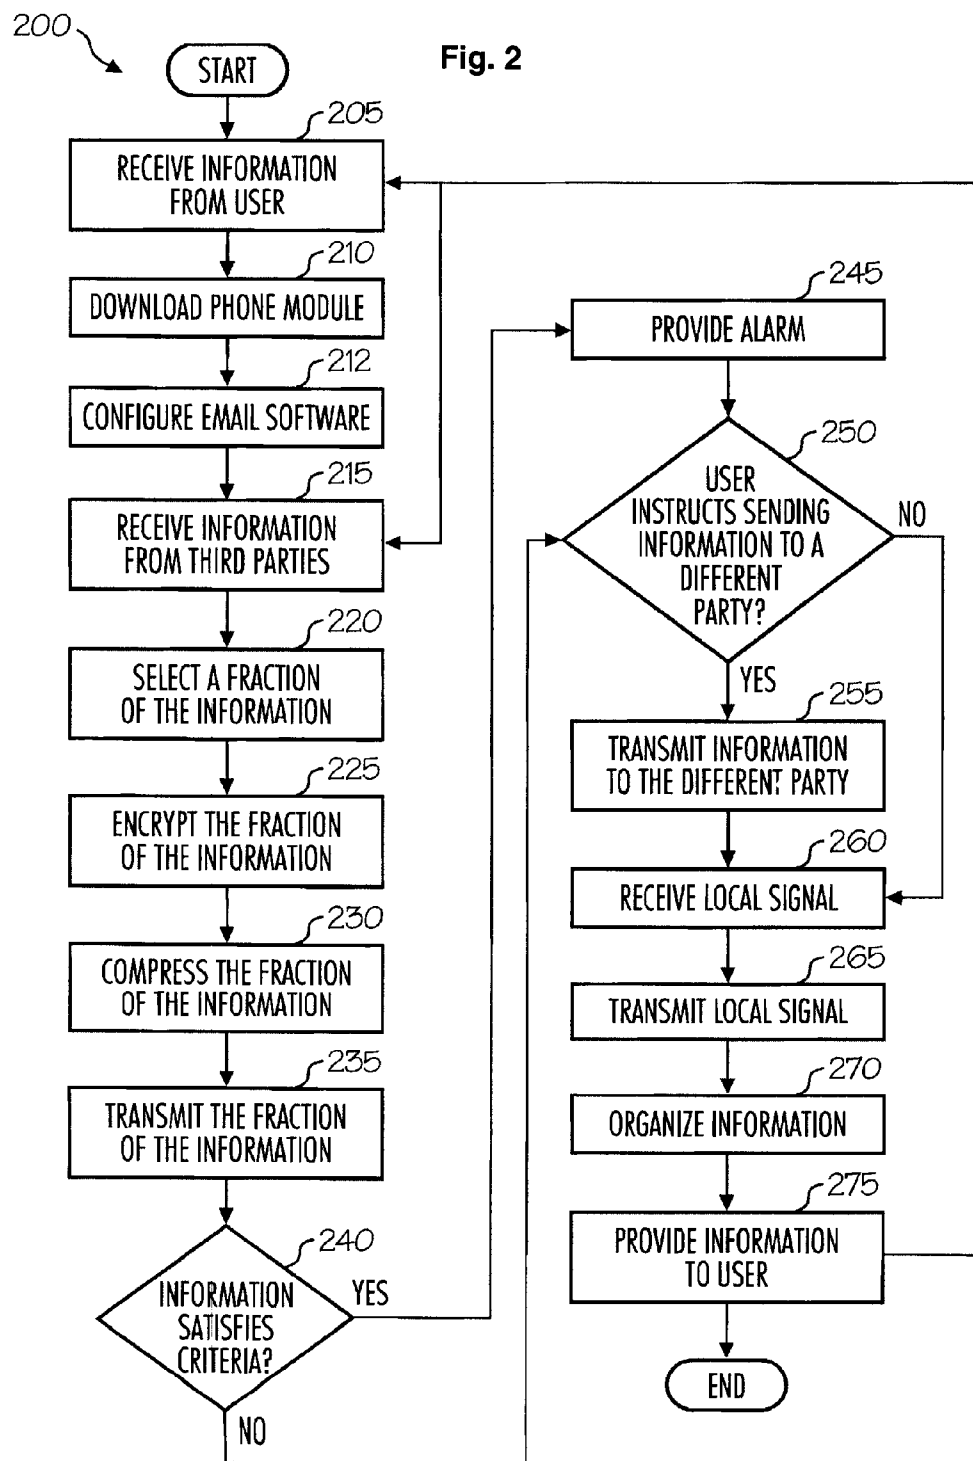 200
Fig. 2
START
205
RECEIVE INFORMATION
FROM USER
210
DOWNLOAD PHONE MODULE
212
CONFIGURE EMAIL SOFTWARE
215
RECEIVE INFORMATION
FROM THIRD PARTIES
220
SELECT A FRACTION
OF THE INFORMATION
225
ENCRYPT THE FRACTION
OF THE INFORMATION
230
COMPRESS THE FRACTION
OF THE INFORMATION
235
TRANSMIT THE FRACTION
OF THE INFORMATION
240
INFORMATION
SATISFIES
CRITERIA?
YES
NO
245
PROVIDE ALARM
250
USER
INSTRUCTS SENDING
INFORMATION TO A
DIFFERENT
PARTY?
NO
YES
255
TRANSMIT INFORMATION
TO THE DIFFERENT PARTY
260
RECEIVE LOCAL SIGNAL
265
TRANSMIT LOCAL SIGNAL
270
ORGANIZE INFORMATION
275
PROVIDE INFORMATION
TO USER
END